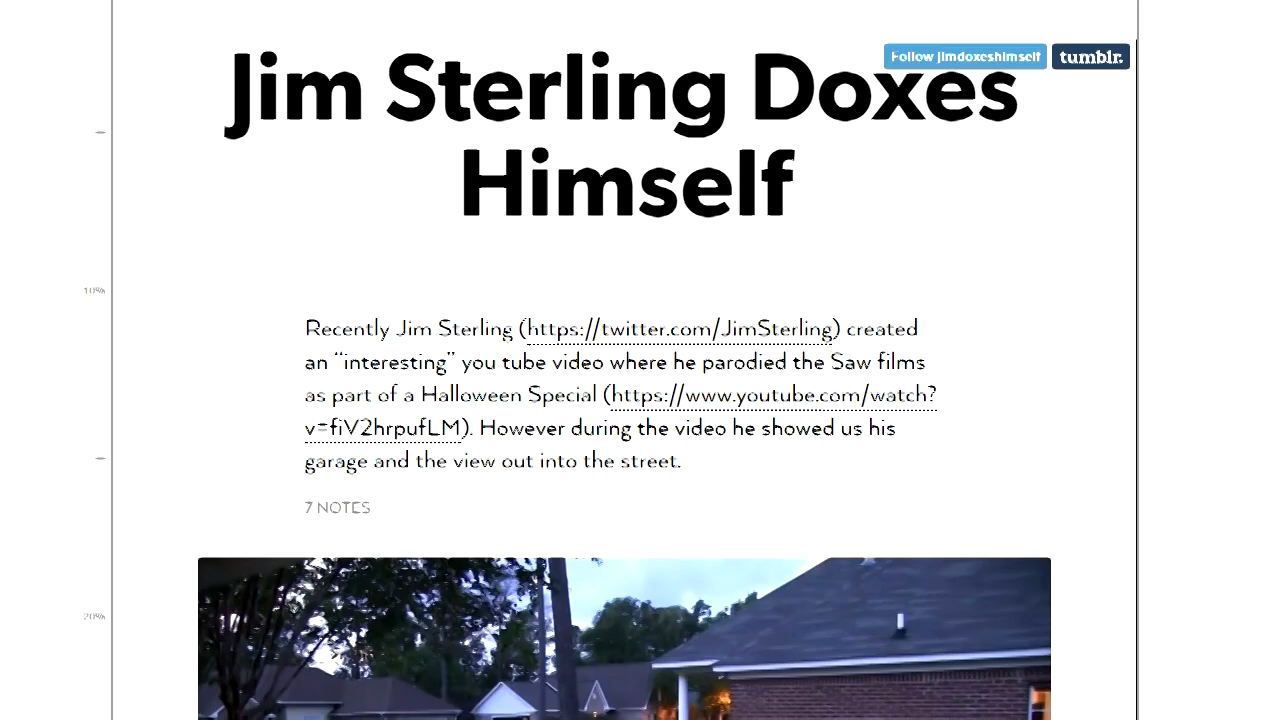 Follow jimdoxeshimself
tumblr.
Jim Sterling Doxes
Himself
10%
Recently Jim Sterling (https://twitter.com/JimSterling) created
an “interesting” you tube video where he parodied the Saw films
as part of a Halloween Special (https://www.youtube.com/watch?
v=fiV2hrpufLM). However during the video he showed us his
garage and the view out into the street.
7 NOTES
20%